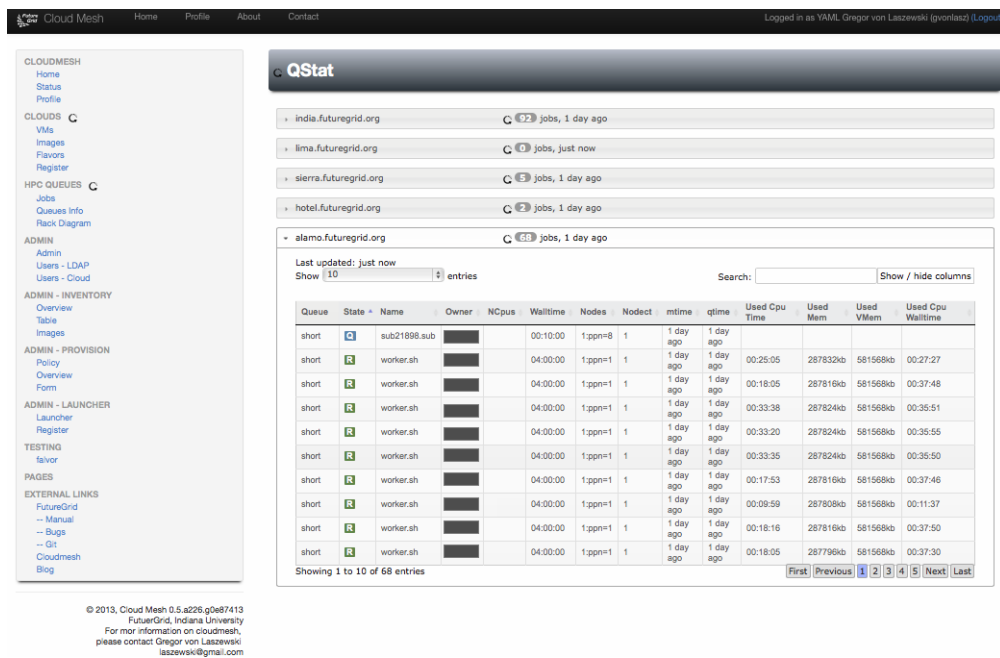 Future Grid Cloud Mesh Home Profile About Contact Logged in as YAML Gregor von Laszewski (gvonlasz) (Logout
CLOUDMESH
Home
Status
Profile
CLOUDS
VMs
Images
Flavors
Register
HPC QUEUES
Jobs
Queues Info
Rack Diagram
ADMIN
Admin
Users - LDAP
Users - Cloud
ADMIN - INVENTORY
Overview
Table
Images
ADMIN - PROVISION
Policy
Overview
Form
ADMIN - LAUNCHER
Launcher
Register
TESTING
faivor
PAGES
EXTERNAL LINKS
FutureGrid
-- Manual
-- Bugs
-- Git
Cloudmesh
Blog
© 2013, Cloud Mesh 0.5.a226.g0e87413
FutuerGrid, Indiana University
For mor information on cloudmesh,
please contact Gregor von Laszewski
laszewski@gmail.com
QStat
india.futuregrid.org 92 jobs, 1 day ago
lima.futuregrid.org 0 jobs, just now
sierra.futuregrid.org 5 jobs, 1 day ago
hotel.futuregrid.org 2 jobs, 1 day ago
alamo.futuregrid.org 68 jobs, 1 day ago
Last updated: just now
Show 10 entries Search: Show / hide columns
Queue State Name Owner NCpus Walltime Nodes Nodect mtime qtime Used Cpu Time Used Mem Used VMem Used Cpu Walltime
short Q sub21898.sub 00:10:00 1:ppn=8 1 1 day ago 1 day ago
short R worker.sh 04:00:00 1:ppn=1 1 1 day ago 1 day ago 00:25:05 287832kb 581568kb 00:27:27
short R worker.sh 04:00:00 1:ppn=1 1 1 day ago 1 day ago 00:18:05 287816kb 581568kb 00:37:48
short R worker.sh 04:00:00 1:ppn=1 1 1 day ago 1 day ago 00:33:38 287824kb 581568kb 00:35:51
short R worker.sh 04:00:00 1:ppn=1 1 1 day ago 1 day ago 00:33:20 287824kb 581568kb 00:35:55
short R worker.sh 04:00:00 1:ppn=1 1 1 day ago 1 day ago 00:33:35 287824kb 581568kb 00:35:50
short R worker.sh 04:00:00 1:ppn=1 1 1 day ago 1 day ago 00:17:53 287816kb 581568kb 00:37:46
short R worker.sh 04:00:00 1:ppn=1 1 1 day ago 1 day ago 00:09:59 287808kb 581568kb 00:11:37
short R worker.sh 04:00:00 1:ppn=1 1 1 day ago 1 day ago 00:18:16 287816kb 581568kb 00:37:50
short R worker.sh 04:00:00 1:ppn=1 1 1 day ago 1 day ago 00:18:05 287796kb 581568kb 00:37:30
Showing 1 to 10 of 68 entries First Previous 1 2 3 4 5 Next Last